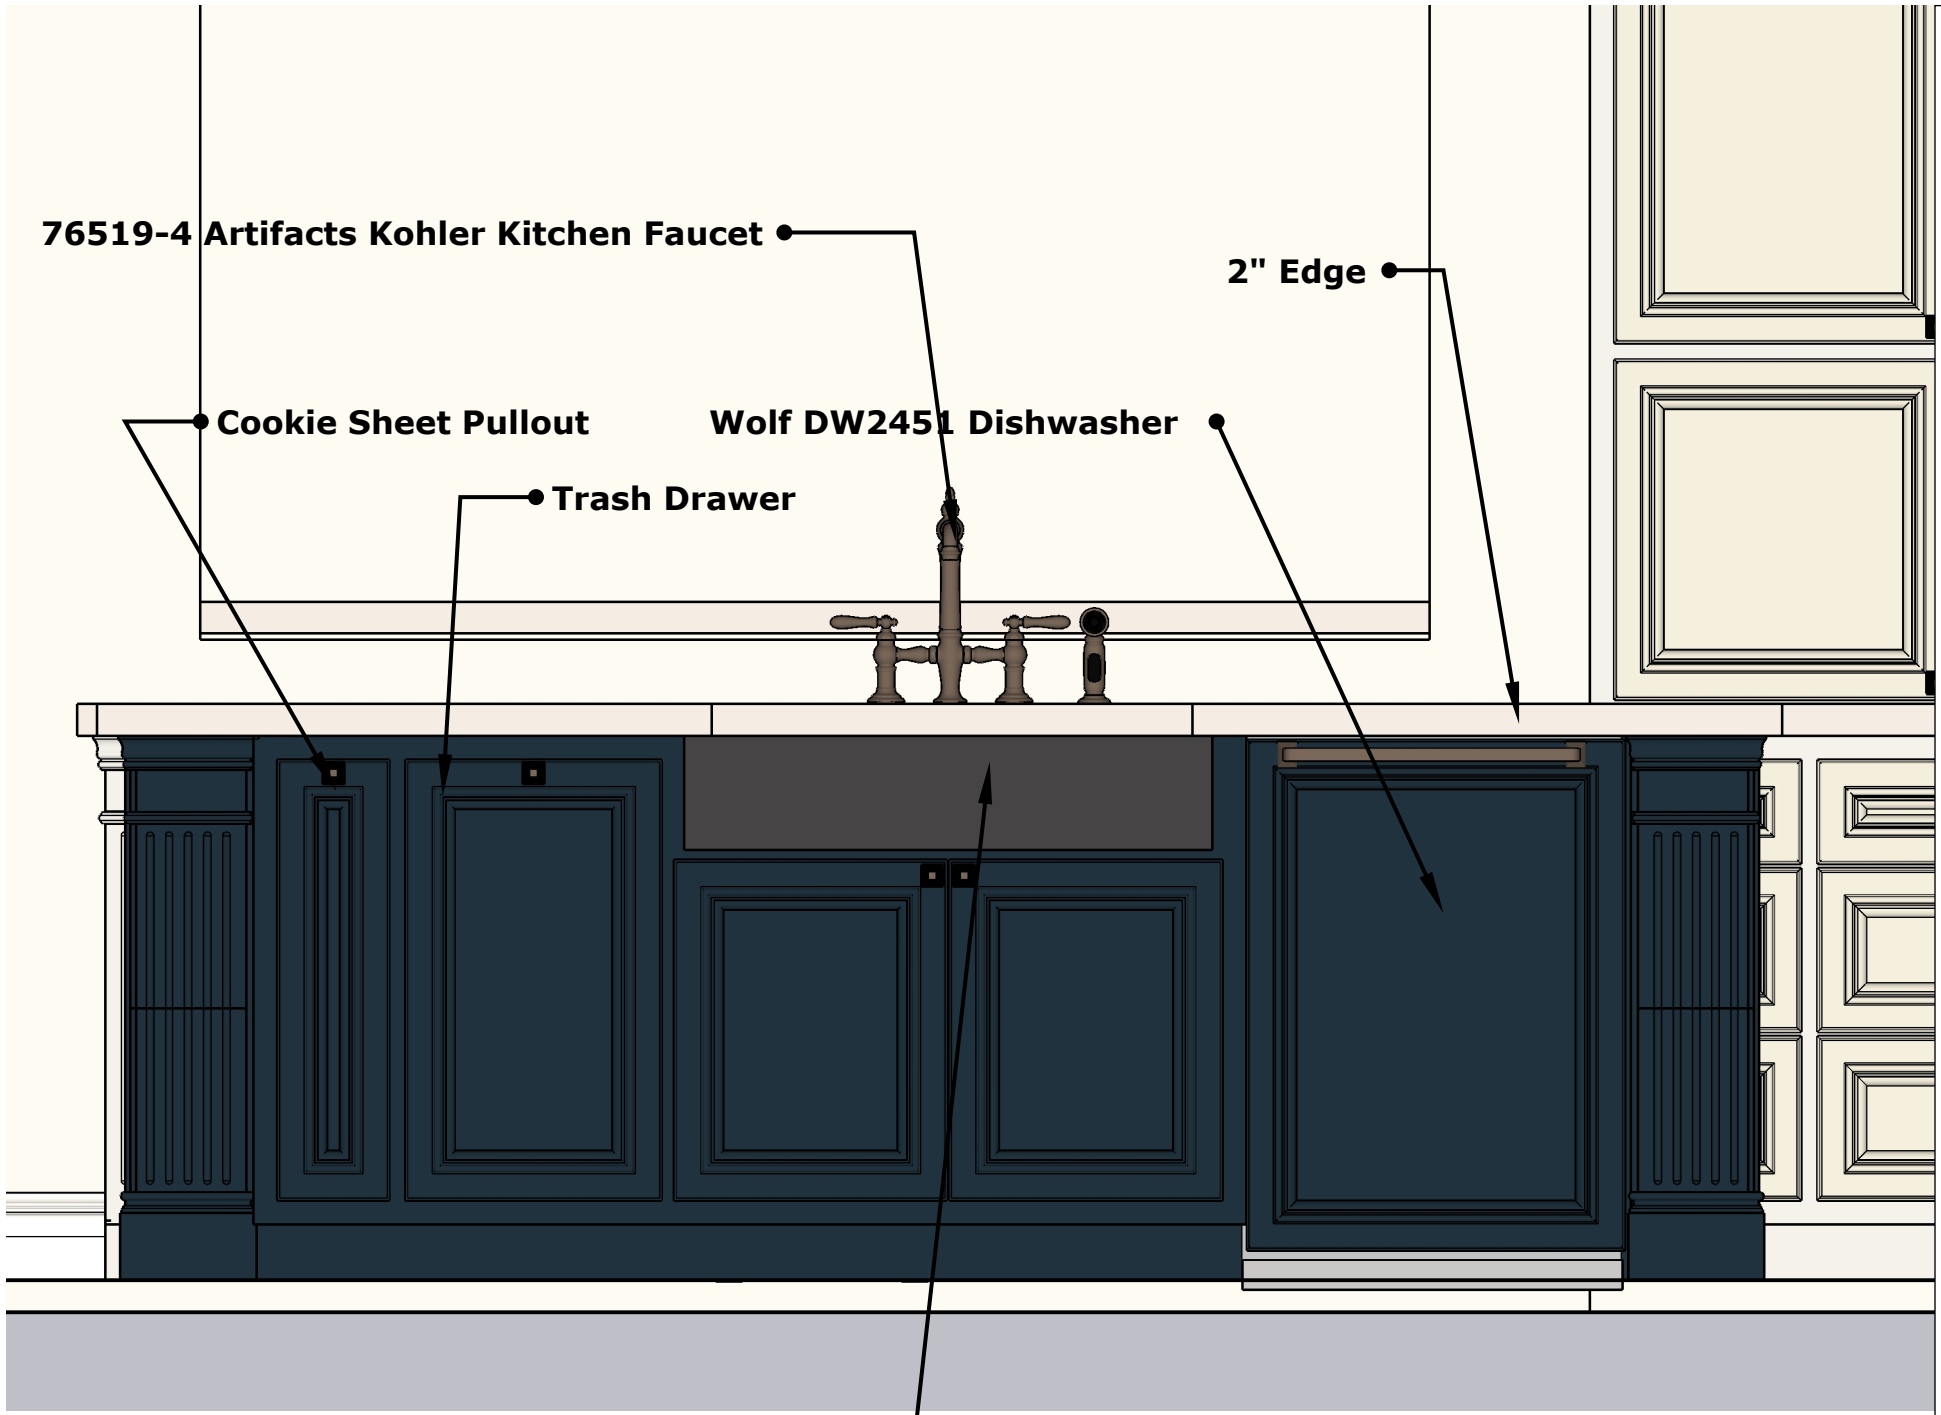 76519-4 Artifacts Kohler Kitchen Faucet
2" Edge
Cookie Sheet Pullout
Wolf DW2451 Dishwasher
Trash Drawer